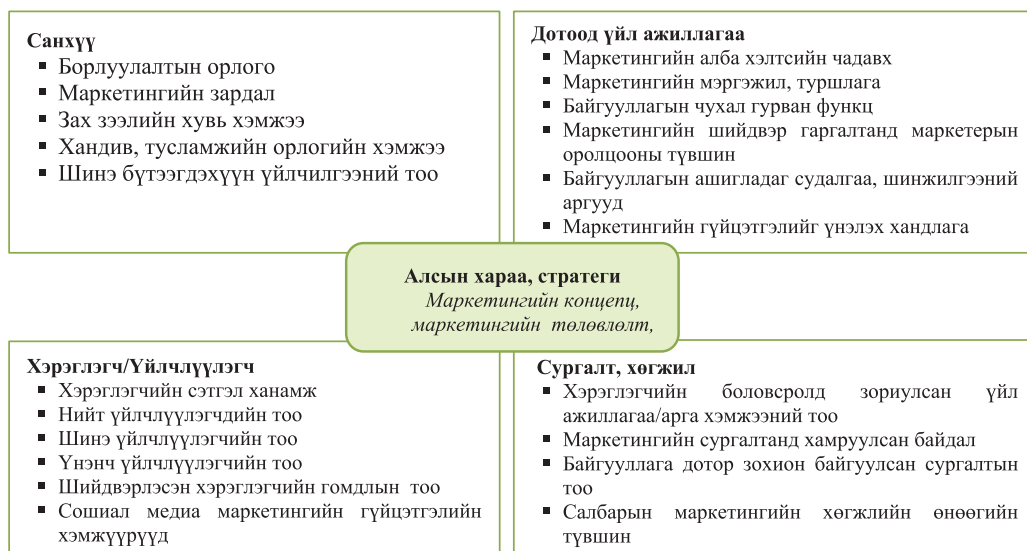 Санхүү
▪ Борлуулалтын орлого
▪ Маркетингийн зардал
▪ Зах зээлийн хувь хэмжээ
▪ Хандив, тусламжийн орлогийн хэмжээ
▪ Шинэ бүтээгдэхүүн үйлчилгээний тоо
Дотоод үйл ажиллагаа
▪ Маркетингийн алба хэлтсийн чадавх
▪ Маркетингийн мэргэжил, туршлага
▪ Байгууллагын чухал гурван функц
▪ Маркетингийн шийдвэр гаргалтанд маркетерын
оролцооны түвшин
▪ Байгууллагын ашигладаг судалгаа, шинжилгээний
аргууд
▪ Маркетингийн гүйцэтгэлийг үнэлэх хандлага
Алсын хараа, стратеги
Маркетингийн концепц,
маркетингийн төлөвлөлт,
Хэрэглэгч/Үйлчлүүлэгч
▪ Хэрэглэгчийн сэтгэл ханамж
▪ Нийт үйлчлүүлэгчдийн тоо
▪ Шинэ үйлчлүүлэгчийн тоо
▪ Үнэнч үйлчлүүлэгчийн тоо
▪ Шийдвэрлэсэн хэрэглэгчийн гомдлын тоо
▪ Сошиал медиа маркетингийн гүйцэтгэлийн
хэмжүүрүүд
Сургалт, хөгжил
▪ Хэрэглэгчийн боловсролд зориулсан үйл
ажиллагаа/арга хэмжээний тоо
▪ Маркетингийн сургалтанд хамруулсан байдал
▪ Байгууллага дотор зохион байгуулсан сургалтын
тоо
▪ Салбарын маркетингийн хөгжлийн өнөөгийн
түвшин